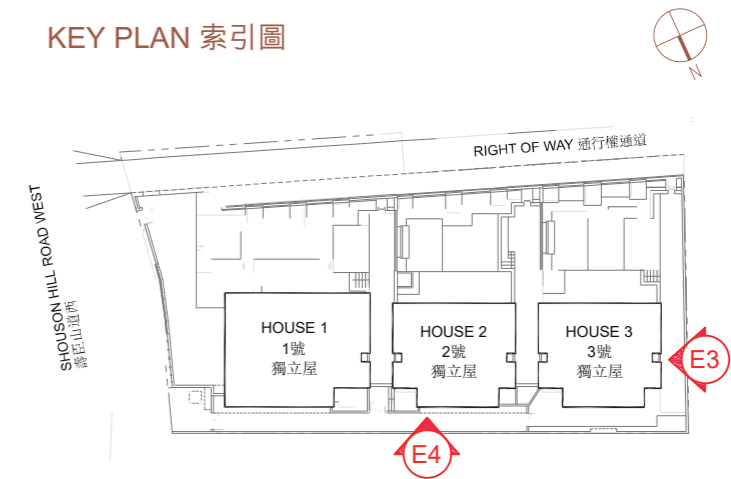 KEY PLAN 索引圖
N
RIGHT OF WAY 通行權通道
SHOUSON HILL ROAD WEST
壽臣山道西
HOUSE 1
1號
獨立屋
HOUSE 2
2號
獨立屋
HOUSE 3
3號
獨立屋
E3
E4